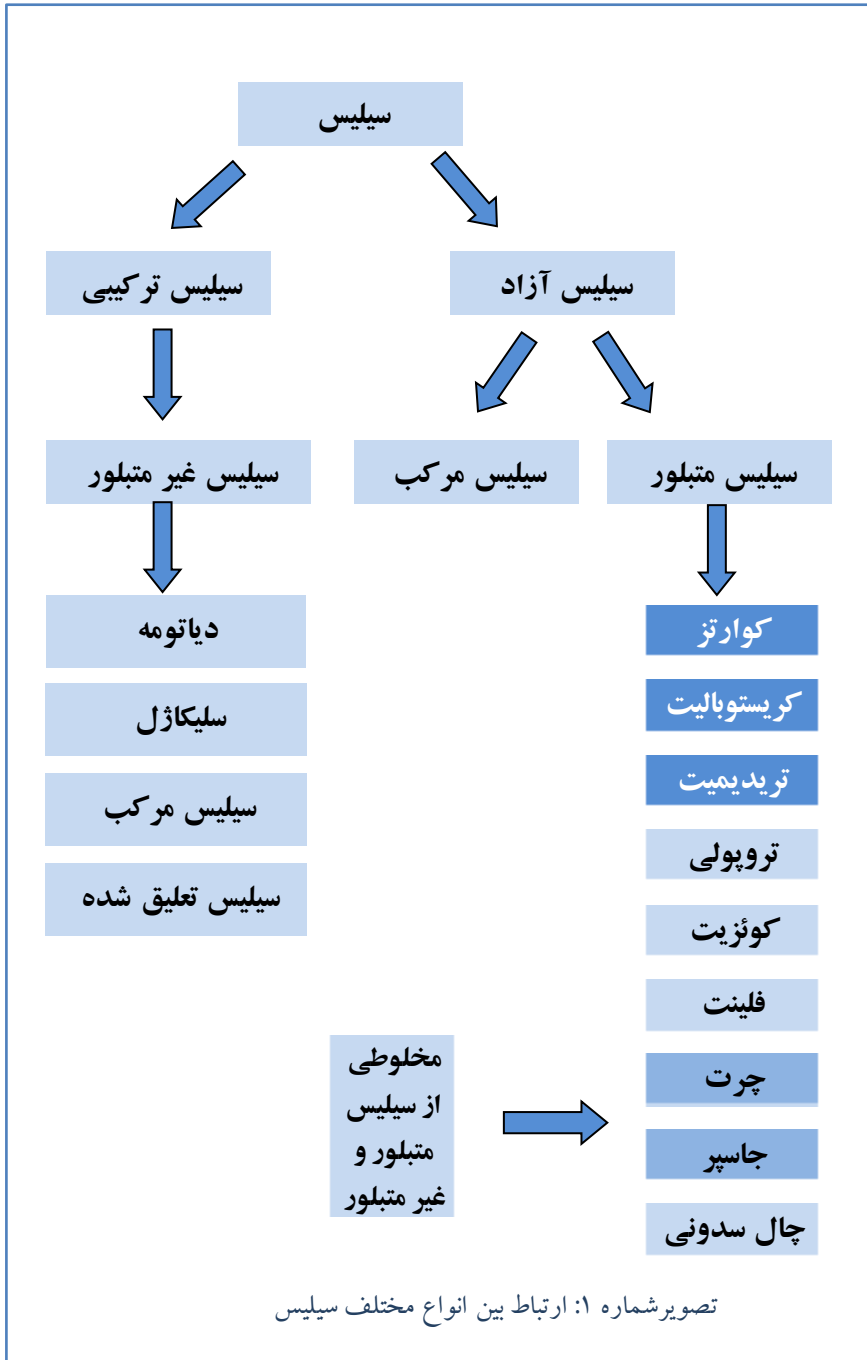 سیلیس
سیلیس آزاد
سیلیس ترکیبی
سیلیس متبلور
سیلیس مرکب
سیلیس غیر متبلور
کوارتز
کریستوبالیت
تریدیمیت
تروپولی
کوئزیت
فلینت
چرت
جاسپر
چال سدونی
دیاتومه
سلیکاژل
سیلیس مرکب
سیلیس تعلیق شده
مخلوطی
از سیلیس
متبلور و
غیر متبلور
تصویرشماره ۱: ارتباط بین انواع مختلف سیلیس